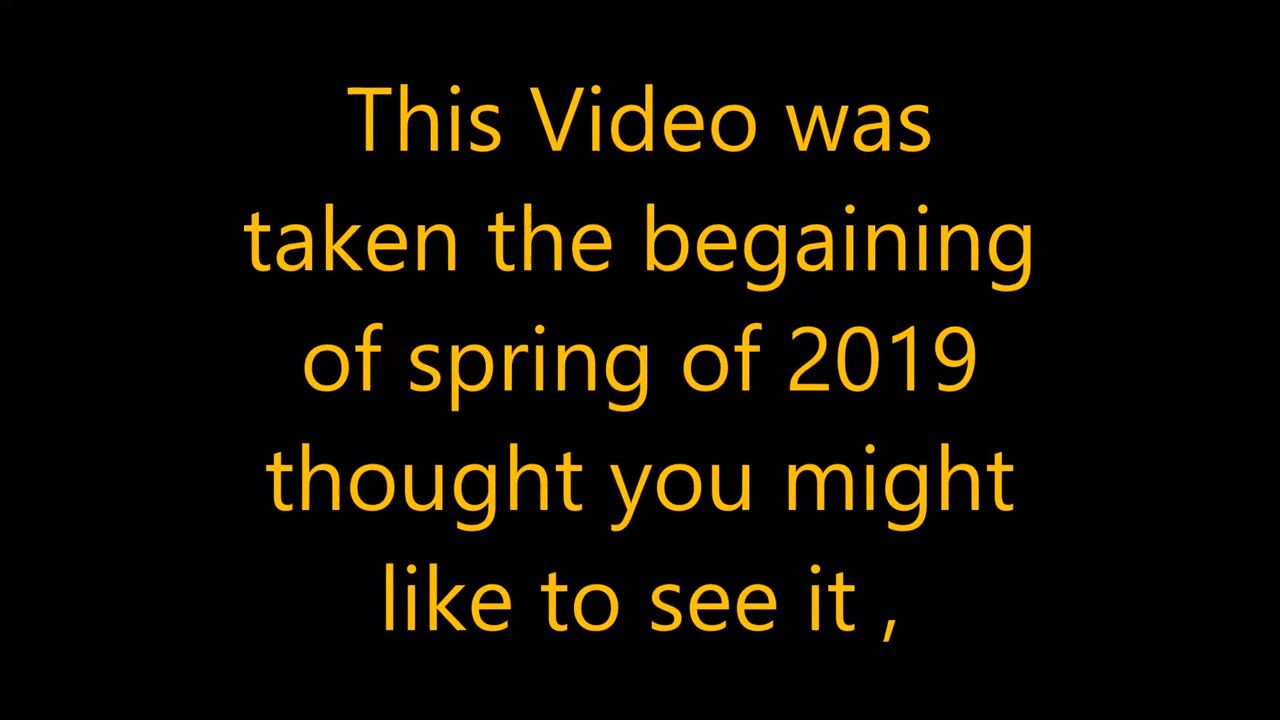 This Video was
taken the begaining
of spring of 2019
thought you might
like to see it ,